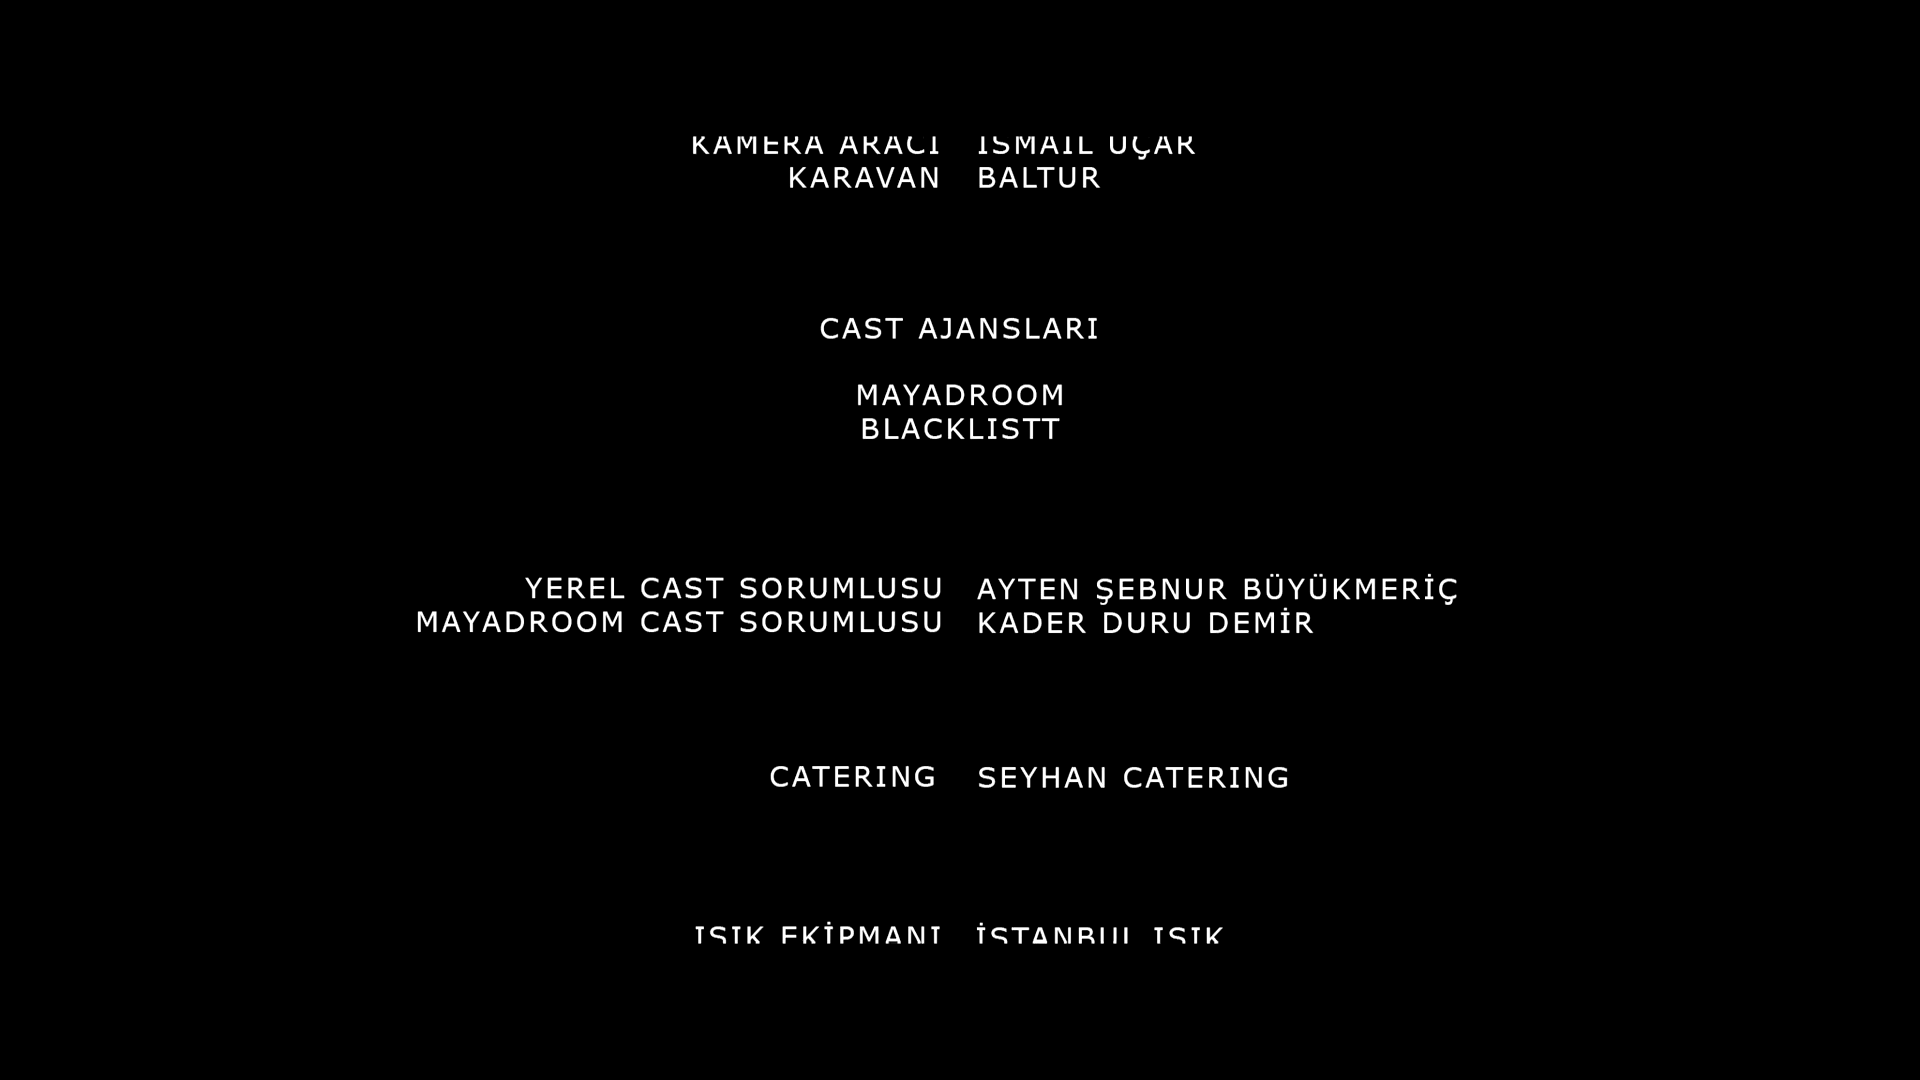 KAMERA ARACI İSMAİL UÇAR
KARAVAN BALTUR
CAST AJANSLARI
MAYADROOM
BLACKLISTT
YEREL CAST SORUMLUSU AYTEN ŞEBNUR BÜYÜKMERİÇ
MAYADROOM CAST SORUMLUSU KADER DURU DEMİR
CATERING SEYHAN CATERING
IŞIK EKİPMANI İSTANBUL IŞIK